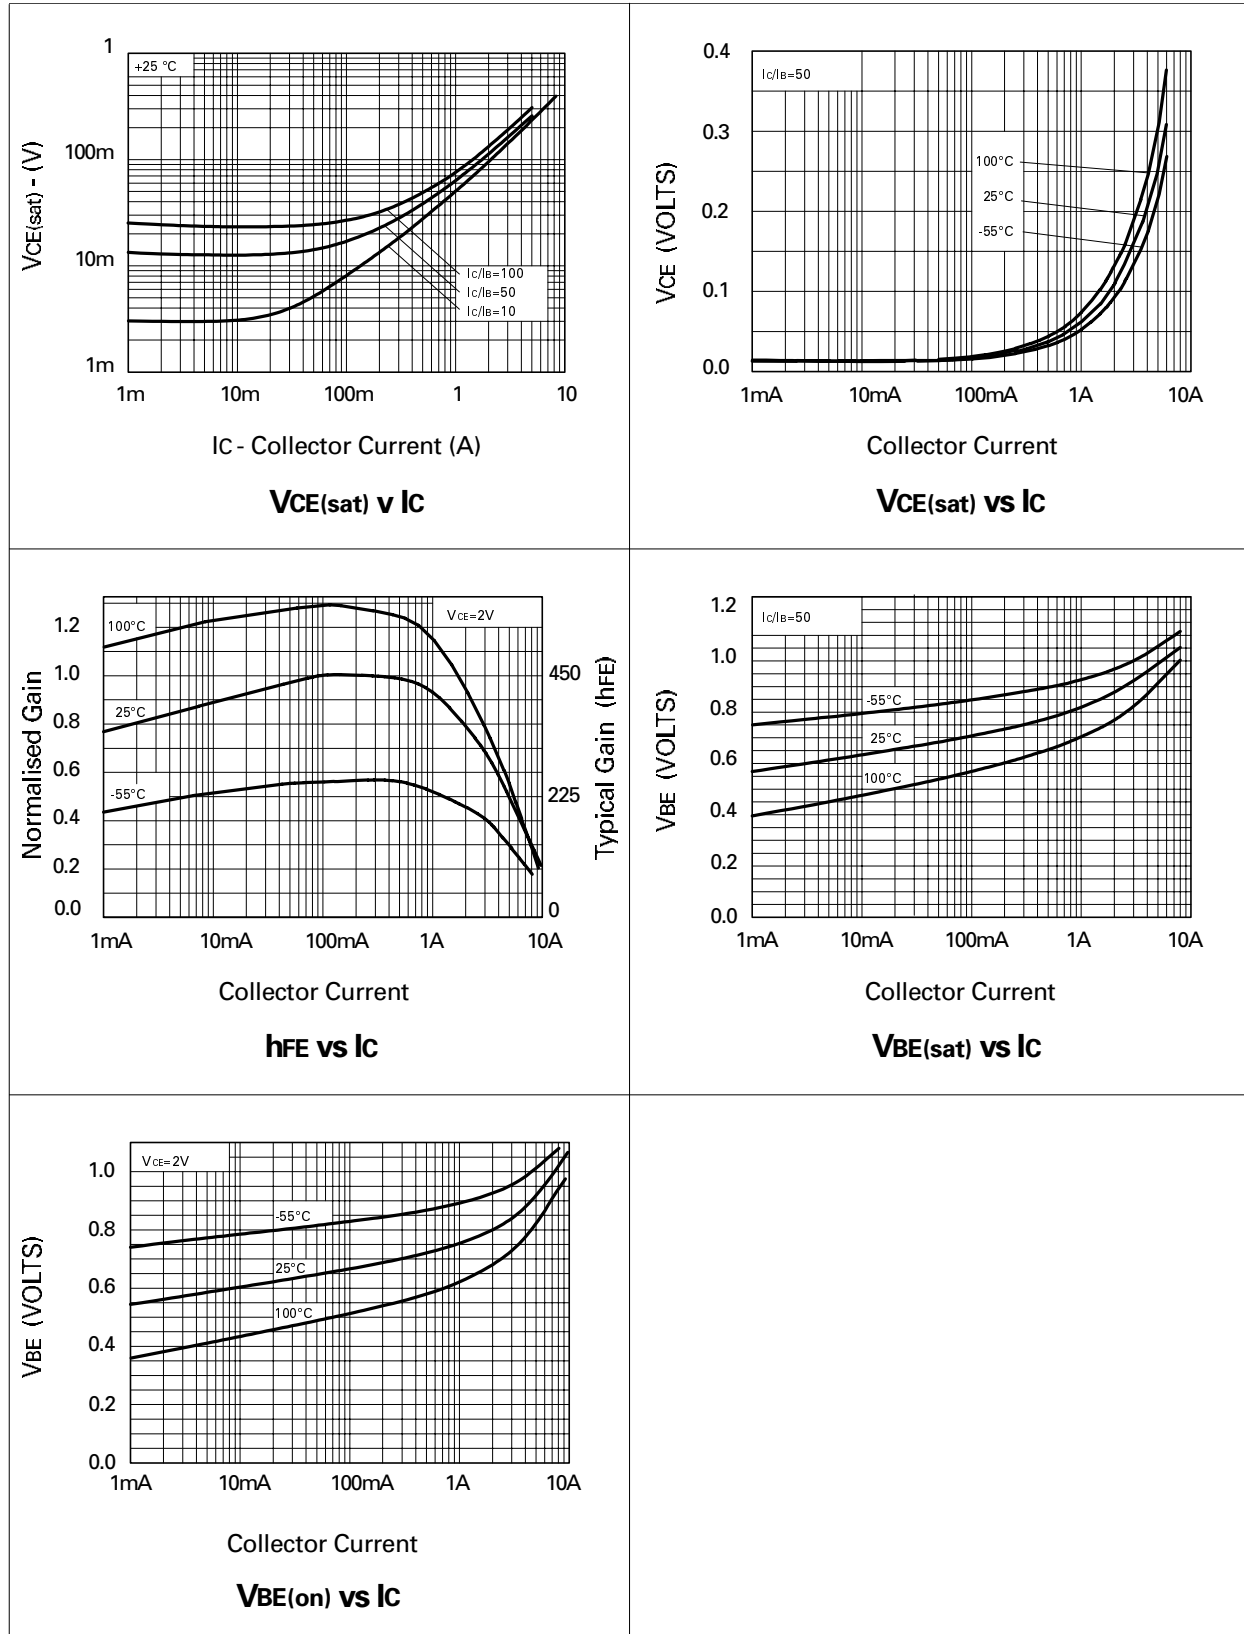 VCE(sat) - (V)
1
100m
10m
1m
+25 °C
IC/IB=100
IC/IB=50
IC/IB=10
1m 10m 100m 1 10
IC - Collector Current (A)
VCE(sat) v IC
VCE (VOLTS)
0.4
0.3
0.2
0.1
0.0
IC/IB=50
100°C
25°C
-55°C
1mA 10mA 100mA 1A 10A
Collector Current
VCE(sat) vs IC
Normalised Gain
1.2
1.0
0.8
0.6
0.4
0.2
0.0
100°C
25°C
-55°C
VCE=2V
450
225
0
Typical Gain (hFE)
1mA 10mA 100mA 1A 10A
Collector Current
hFE vs IC
VBE (VOLTS)
1.2
1.0
0.8
0.6
0.4
0.2
0.0
IC/IB=50
-55°C
25°C
100°C
1mA 10mA 100mA 1A 10A
Collector Current
VBE(sat) vs IC
VBE (VOLTS)
1.0
0.8
0.6
0.4
0.2
0.0
VCE=2V
-55°C
25°C
100°C
1mA 10mA 100mA 1A 10A
Collector Current
VBE(on) vs IC